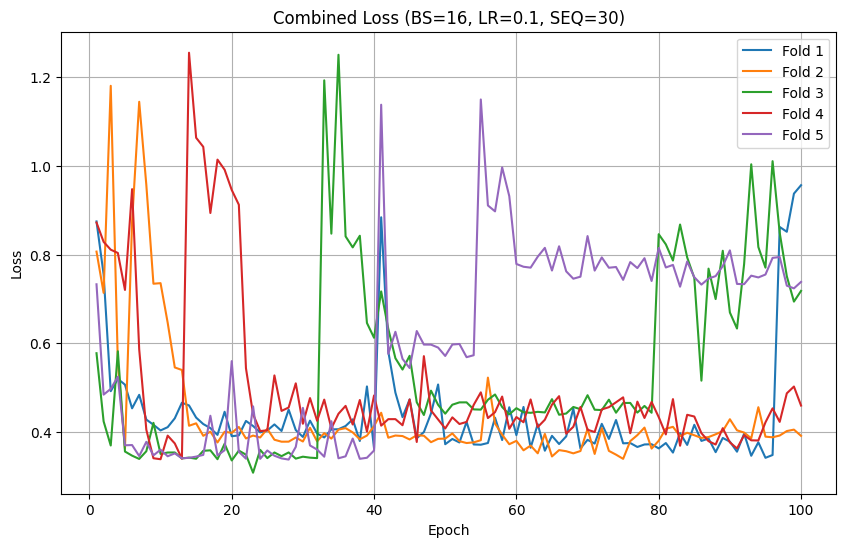 Combined Loss (BS=16, LR=0.1, SEQ=30)
Fold 1
Fold 2
Fold 3
Fold 4
Fold 5
Loss
1.2
1.0
0.8
0.6
0.4
0 20 40 60 80 100
Epoch